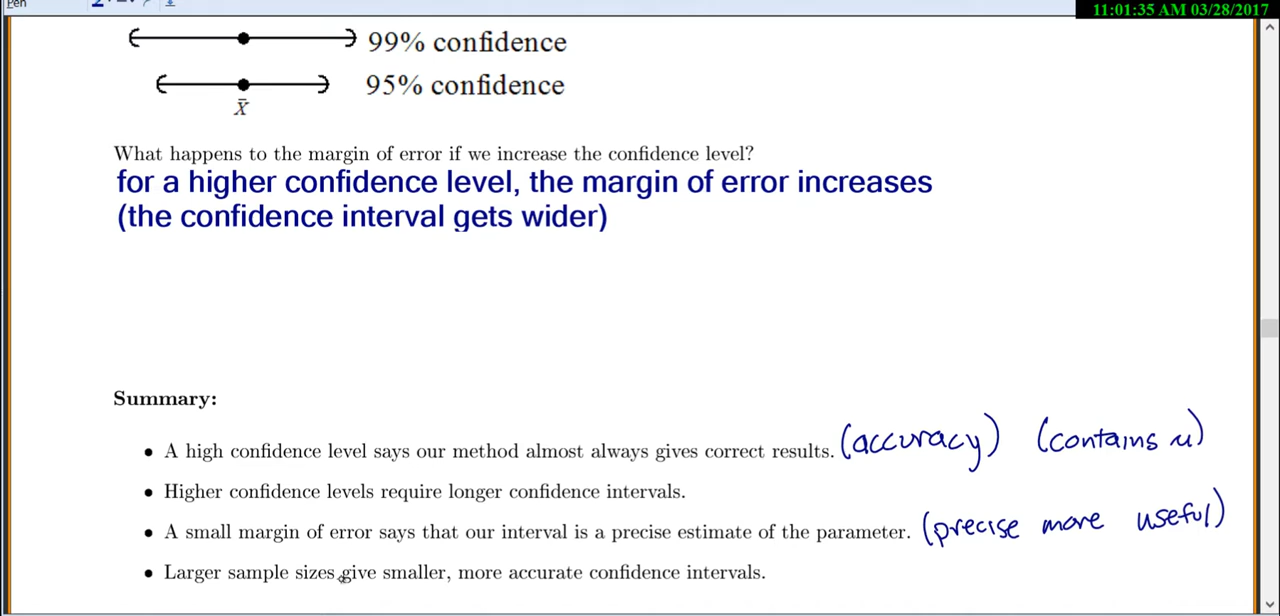 Pen
11:01:35 AM 03/28/2017
99% confidence
95% confidence
X̄
What happens to the margin of error if we increase the confidence level?
for a higher confidence level, the margin of error increases
(the confidence interval gets wider)
Summary:
• A high confidence level says our method almost always gives correct results. (accuracy) (contains μ)
• Higher confidence levels require longer confidence intervals.
• A small margin of error says that our interval is a precise estimate of the parameter. (precise more useful)
• Larger sample sizes give smaller, more accurate confidence intervals.